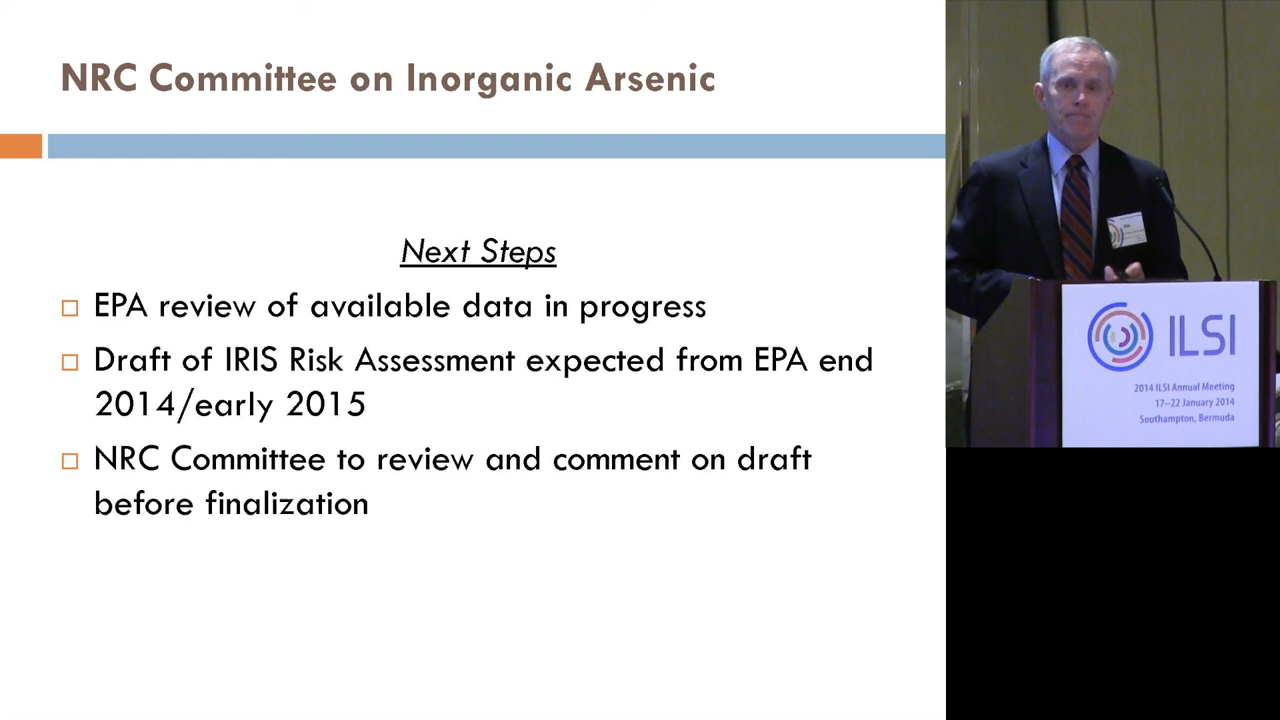 NRC Committee on Inorganic Arsenic
Next Steps
EPA review of available data in progress
Draft of IRIS Risk Assessment expected from EPA end
2014/early 2015
NRC Committee to review and comment on draft
before finalization
ILSI
2014 ILSI Annual Meeting
17–22 January 2014
Southampton, Bermuda